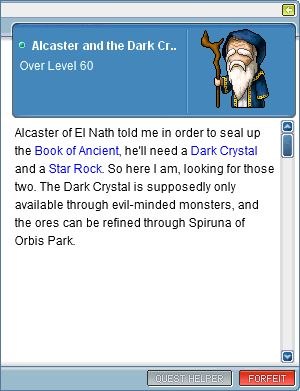 Alcaster and the Dark Cr..
Over Level 60
Alcaster of El Nath told me in order to seal up
the Book of Ancient, he'll need a Dark Crystal
and a Star Rock. So here I am, looking for those
two. The Dark Crystal is supposedly only
available through evil-minded monsters, and
the ores can be refined through Spiruna of
Orbis Park.
QUEST HELPER
FORFEIT